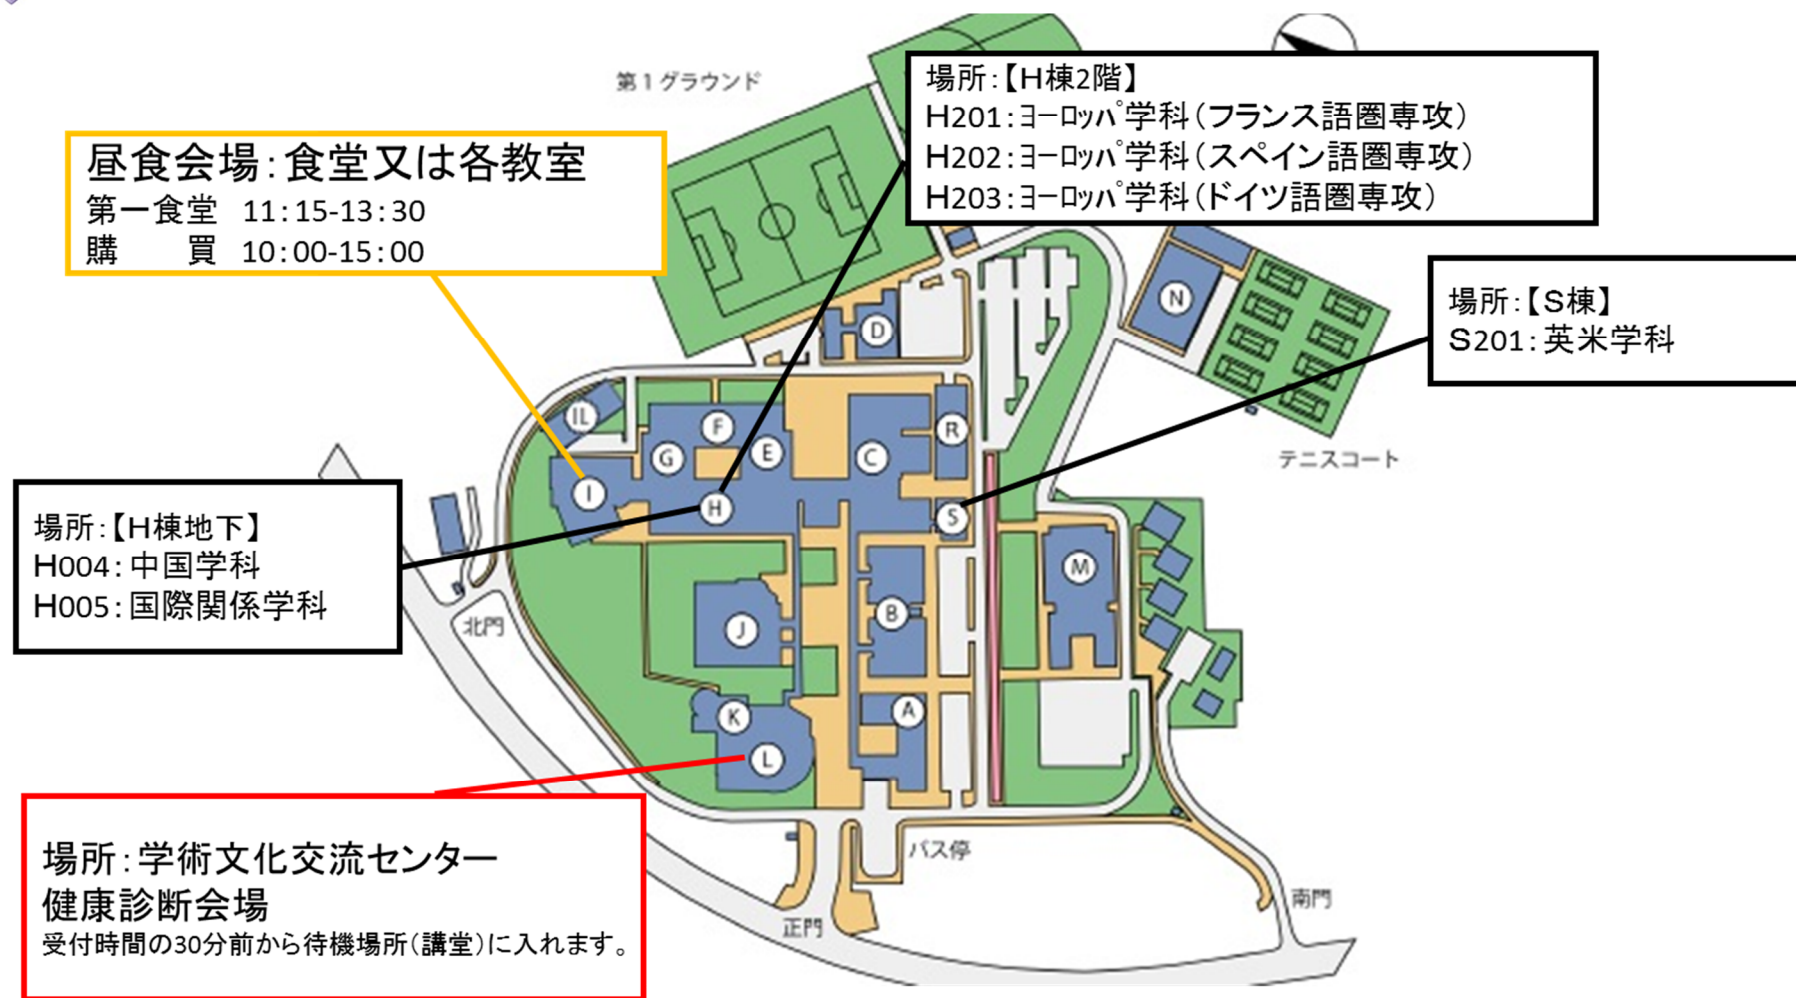 第1グラウンド
場所：【H棟2階】
H201：ﾖｰﾛｯﾊﾟ学科（フランス語圏専攻）
H202：ﾖｰﾛｯﾊﾟ学科（スペイン語圏専攻）
H203：ﾖｰﾛｯﾊﾟ学科（ドイツ語圏専攻）
昼食会場：食堂又は各教室
第一食堂　11：15-13：30
購　　買　10：00-15：00
場所：【S棟】
S201：英米学科
N
D
IL
F
R
G
E
C
テニスコート
I
H
S
場所：【H棟地下】
H004：中国学科
H005：国際関係学科
M
B
北門
J
K
A
L
場所：学術文化交流センター
健康診断会場
受付時間の30分前から待機場所（講堂）に入れます。
バス停
南門
正門